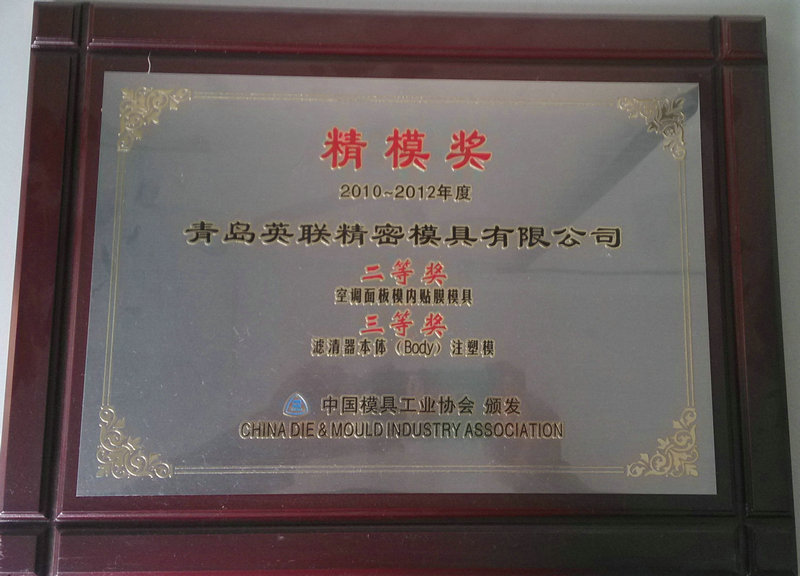 精模奖
2010~2012年度
青岛英联精密模具有限公司
二等奖
空调面板模内贴膜模具
三等奖
滤清器本体（Body）注塑模
中国模具工业协会 颁发
CHINA DIE & MOULD INDUSTRY ASSOCIATION